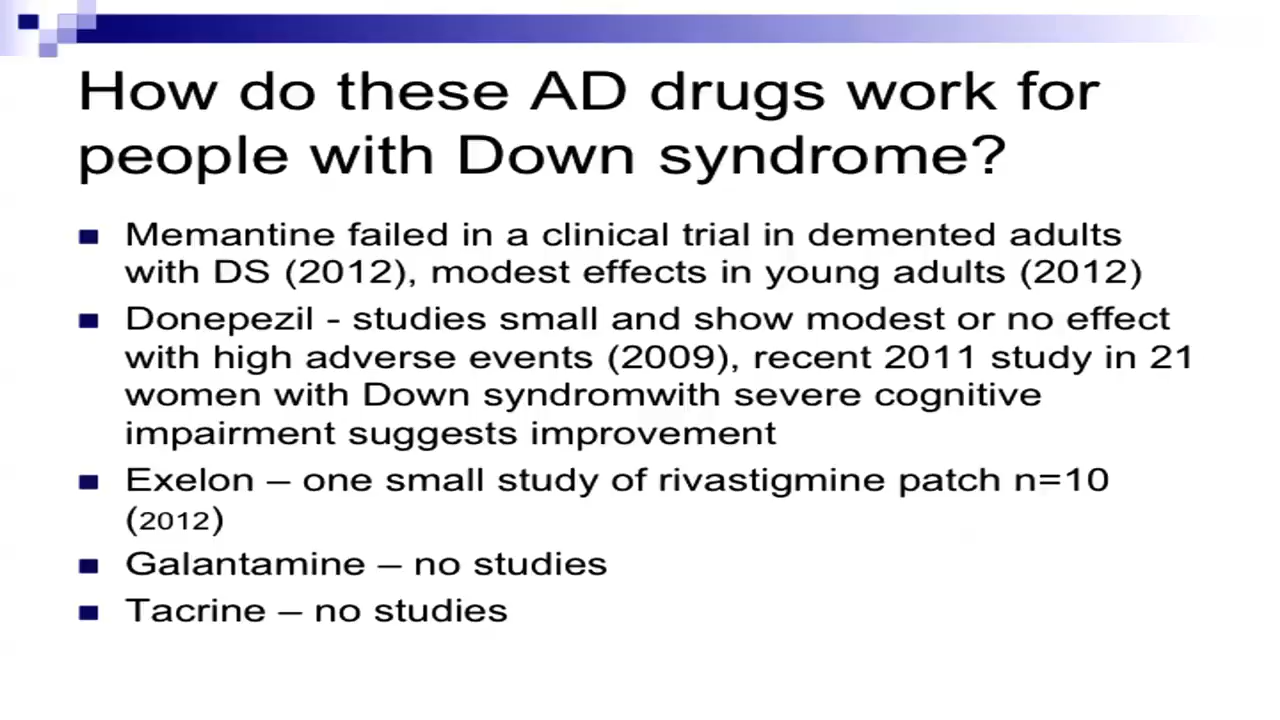 How do these AD drugs work for
people with Down syndrome?
Memantine failed in a clinical trial in demented adults
with DS (2012), modest effects in young adults (2012)
Donepezil - studies small and show modest or no effect
with high adverse events (2009), recent 2011 study in 21
women with Down syndromwith severe cognitive
impairment suggests improvement
Exelon – one small study of rivastigmine patch n=10
(2012)
Galantamine – no studies
Tacrine – no studies